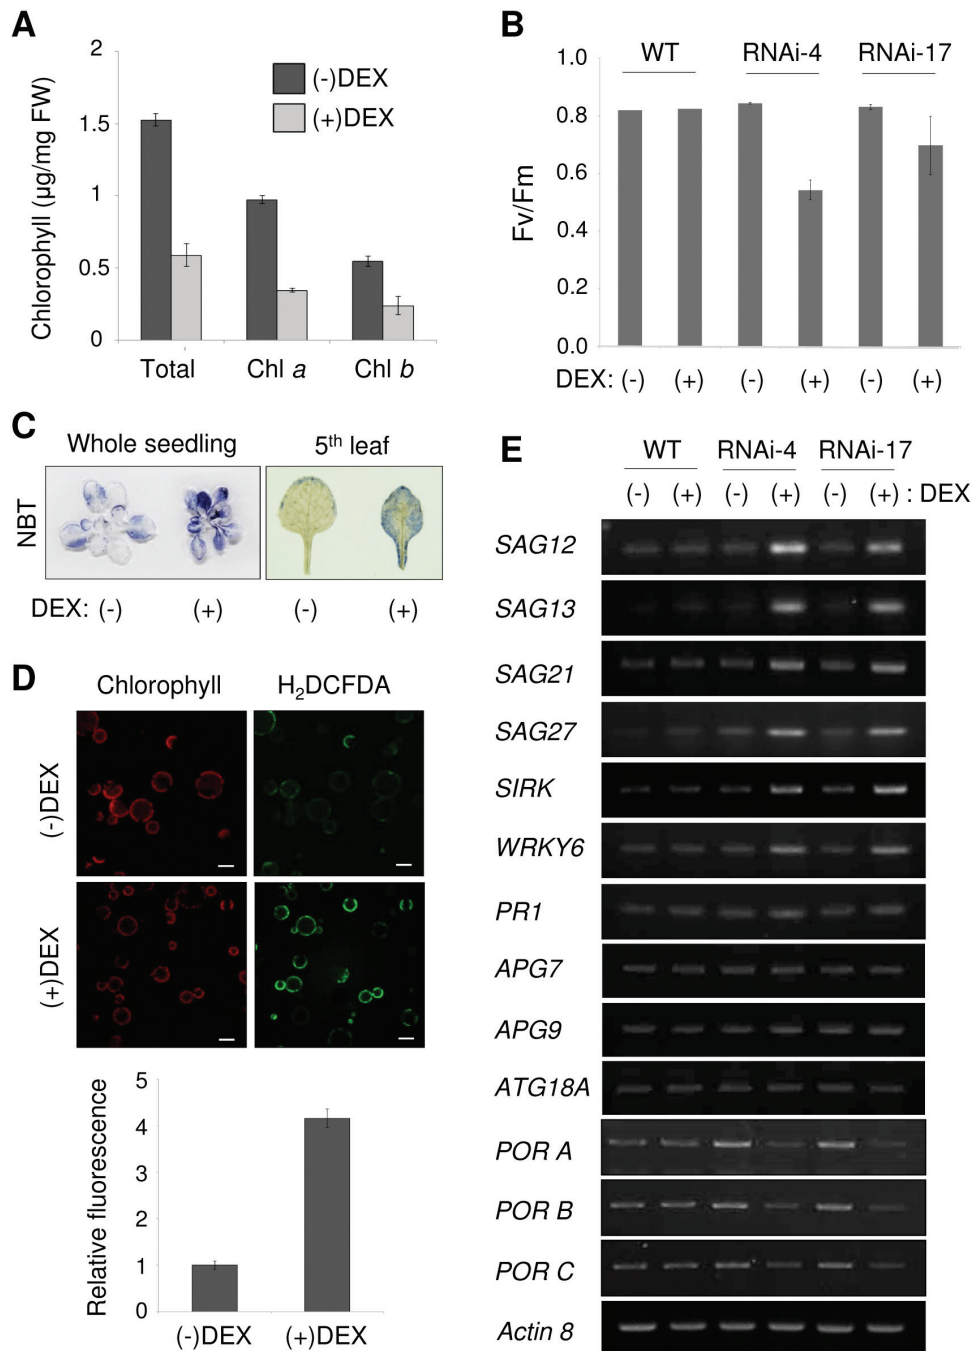 A
2
1.5
1
0.5
0
Chlorophyll (µg/mg FW)
(-)DEX
(+)DEX
Total Chl a Chl b
B
1.0
0.8
0.6
0.4
0.2
0.0
Fv/Fm
WT RNAi-4 RNAi-17
DEX: (-) (+) (-) (+) (-) (+)
C
Whole seedling 5th leaf
NBT
DEX: (-) (+) (-) (+)
D
Chlorophyll H2DCFDA
(-)DEX
(+)DEX
5
4
3
2
1
0
Relative fluorescence
(-)DEX (+)DEX
E
WT RNAi-4 RNAi-17
(-) (+) (-) (+) (-) (+) : DEX
SAG12
SAG13
SAG21
SAG27
SIRK
WRKY6
PR1
APG7
APG9
ATG18A
POR A
POR B
POR C
Actin 8